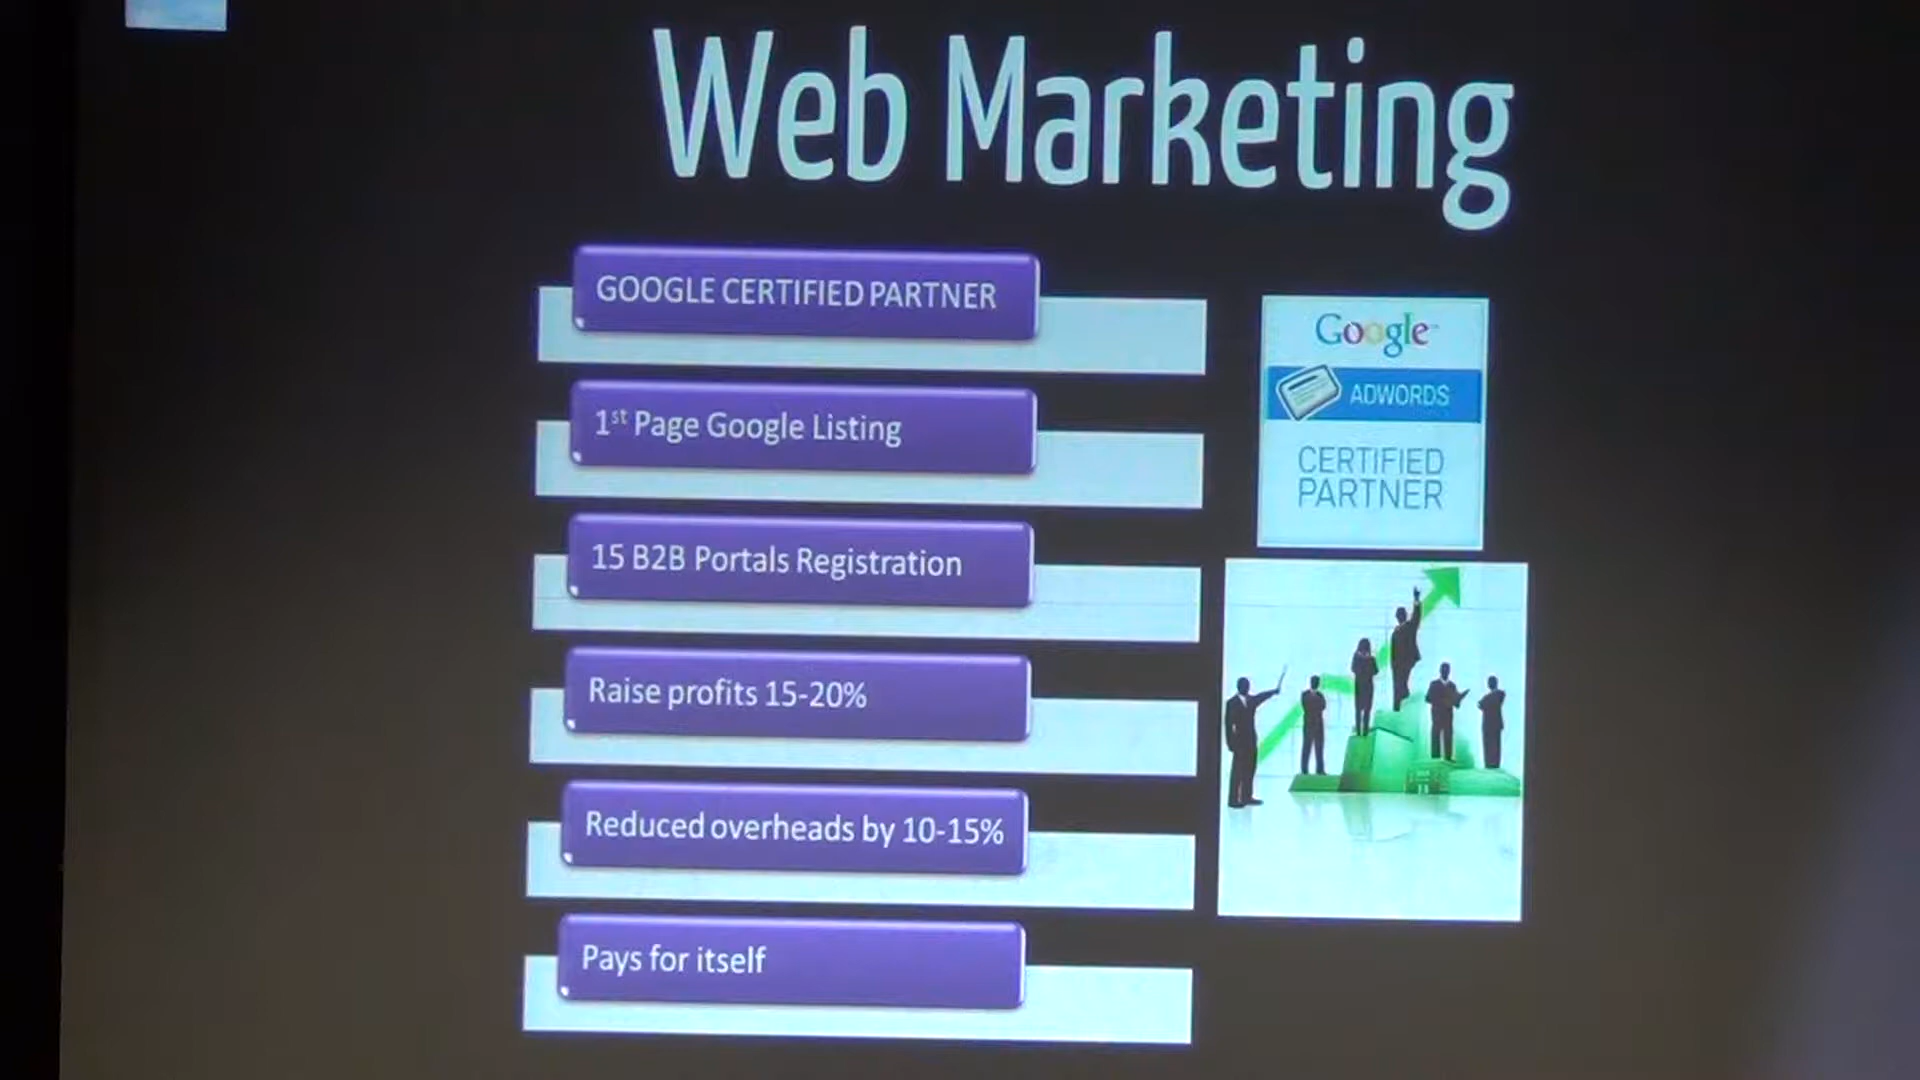 Web Marketing
GOOGLE CERTIFIED PARTNER
1st Page Google Listing
15 B2B Portals Registration
Raise profits 15-20%
Reduced overheads by 10-15%
Pays for itself
Google
ADWORDS
CERTIFIED
PARTNER